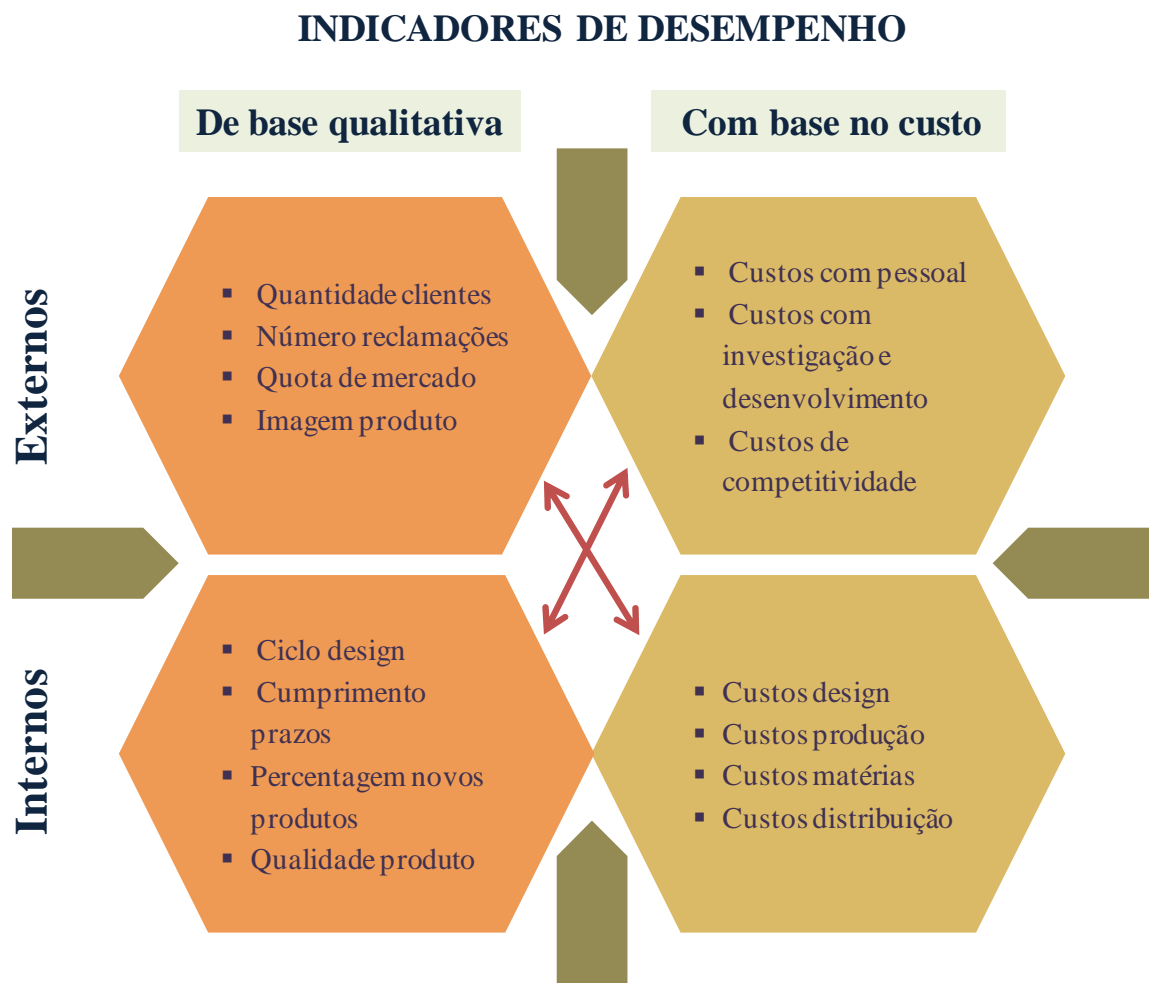 INDICADORES DE DESEMPENHO
De base qualitativa
Com base no custo
Externos
▪ Quantidade clientes
▪ Número reclamações
▪ Quota de mercado
▪ Imagem produto
▪ Custos com pessoal
▪ Custos com
investigação e
desenvolvimento
▪ Custos de
competitividade
Internos
▪ Ciclo design
▪ Cumprimento
prazos
▪ Percentagem novos
produtos
▪ Qualidade produto
▪ Custos design
▪ Custos produção
▪ Custos matérias
▪ Custos distribuição